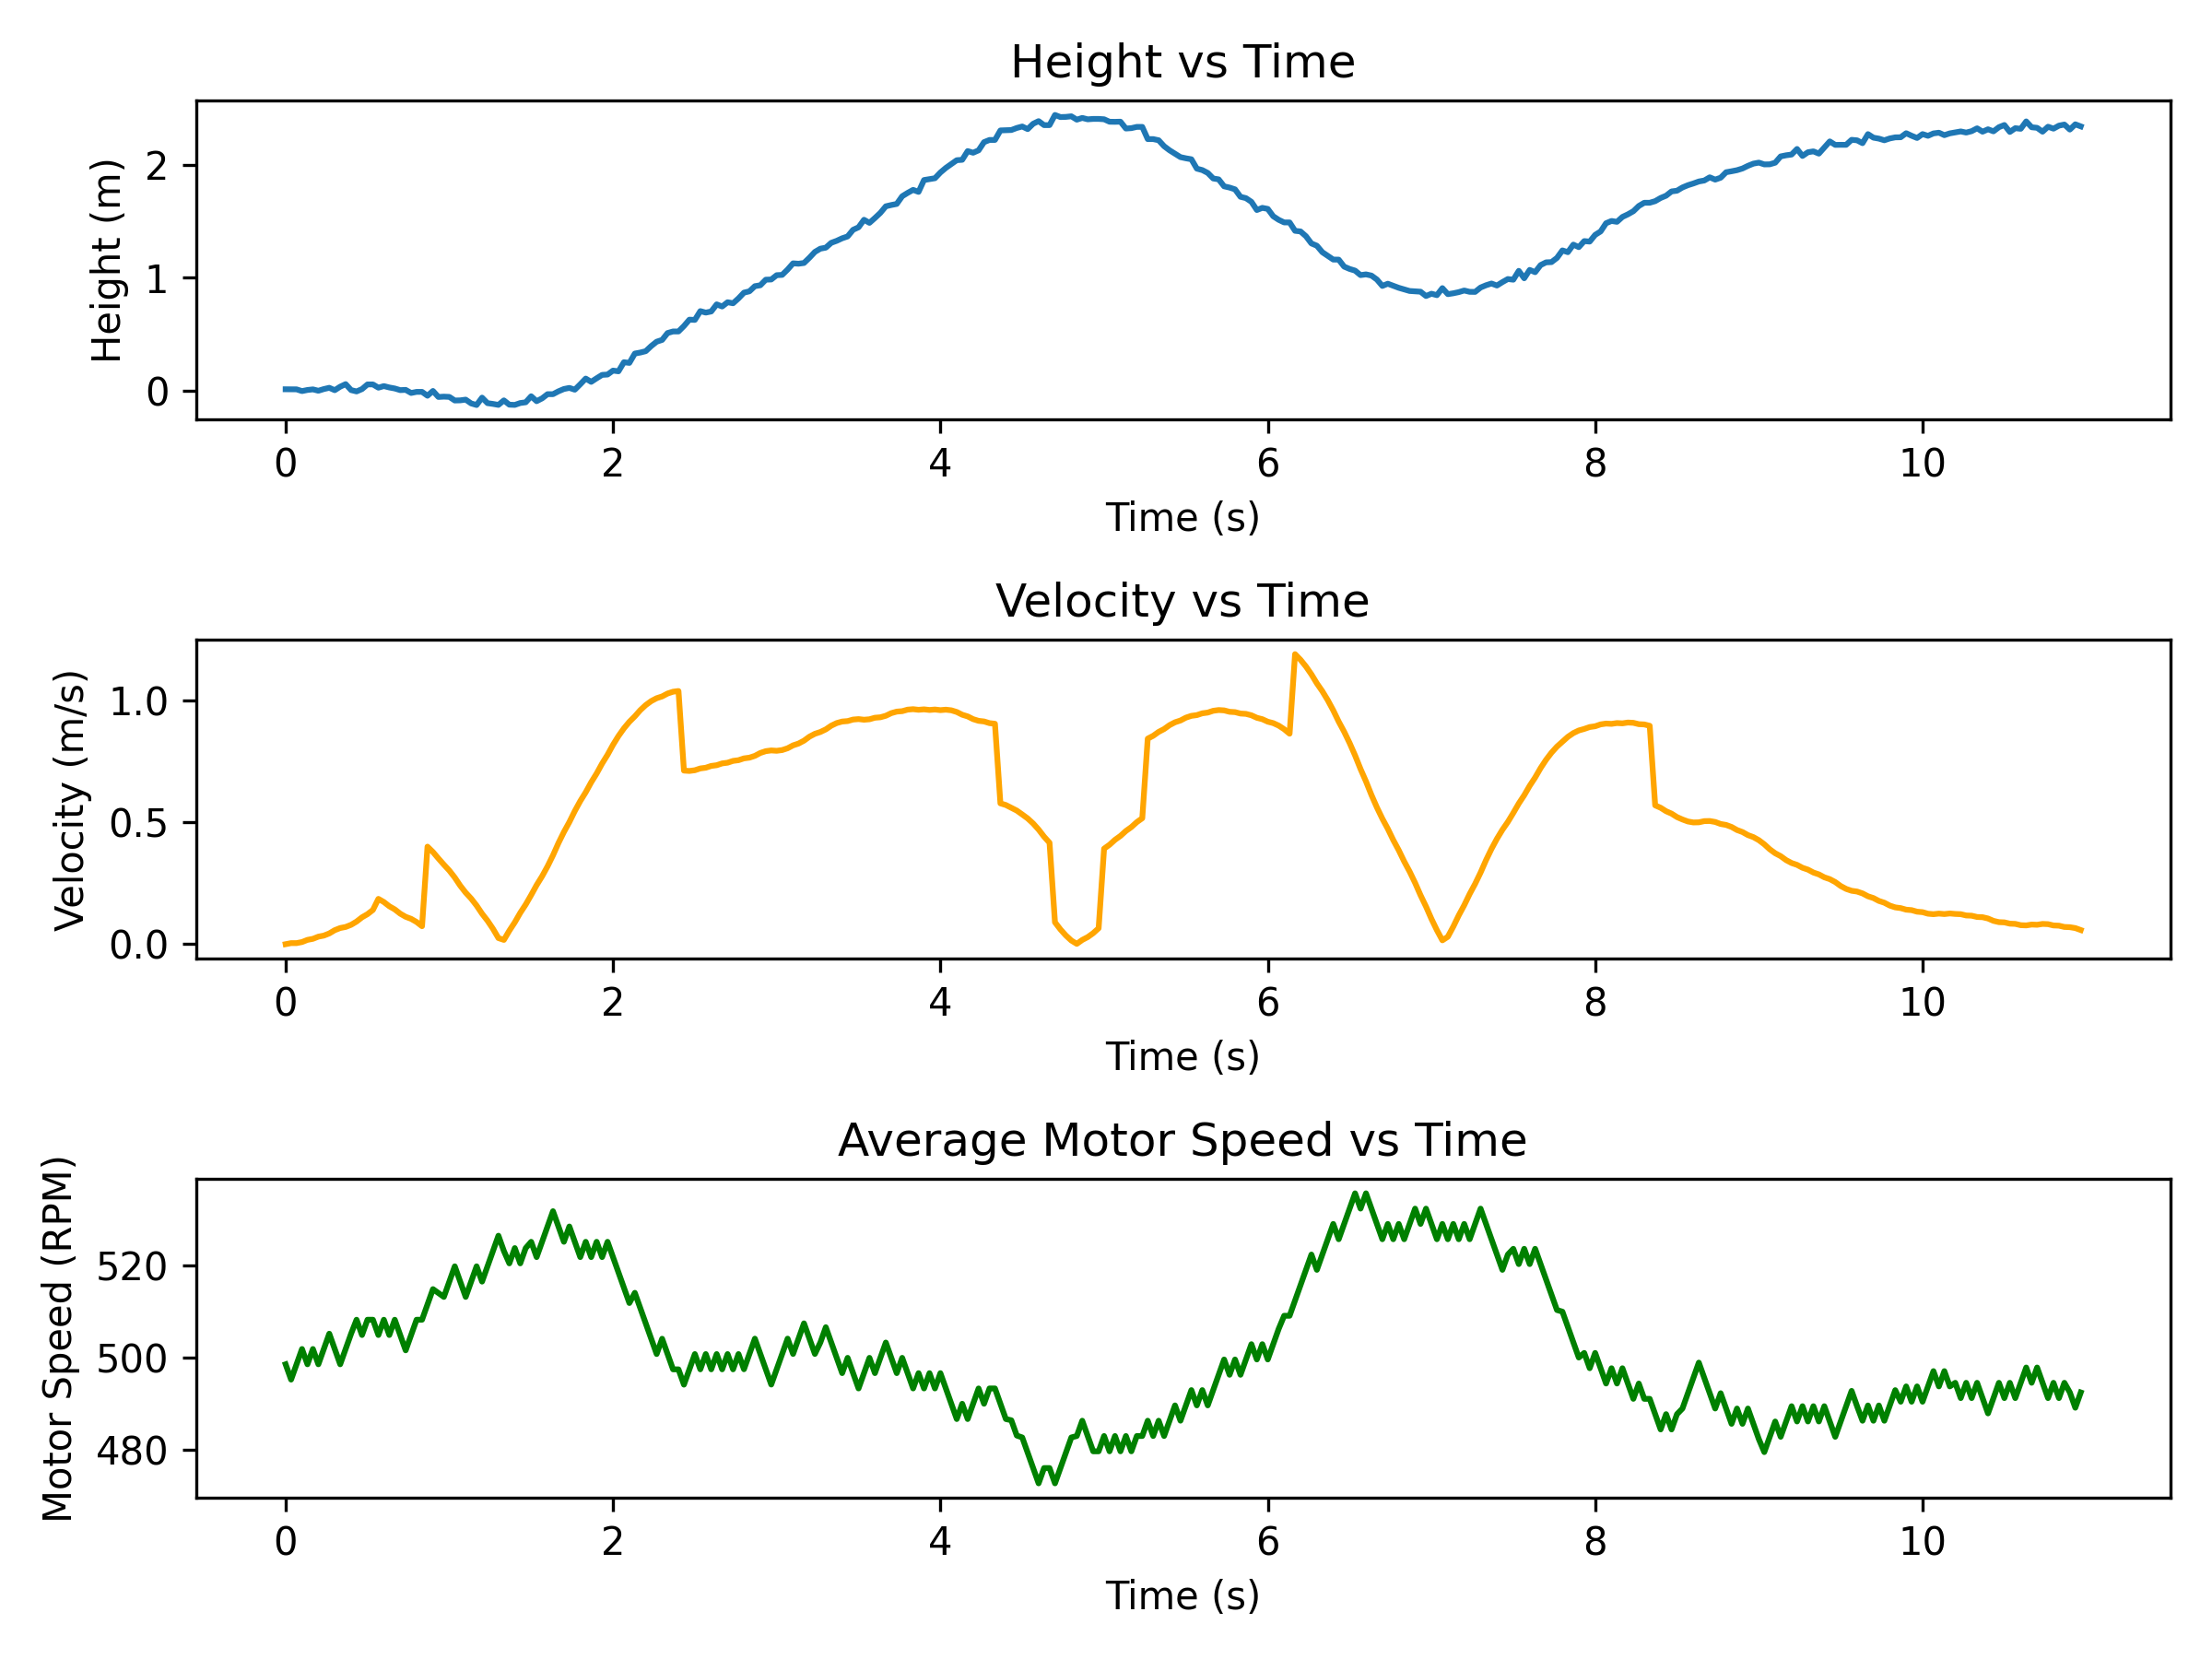 Height vs Time
Height (m)
2
1
0
0 2 4 6 8 10
Time (s)
Velocity vs Time
Velocity (m/s)
1.0
0.5
0.0
0 2 4 6 8 10
Time (s)
Average Motor Speed vs Time
Motor Speed (RPM)
520
500
480
0 2 4 6 8 10
Time (s)